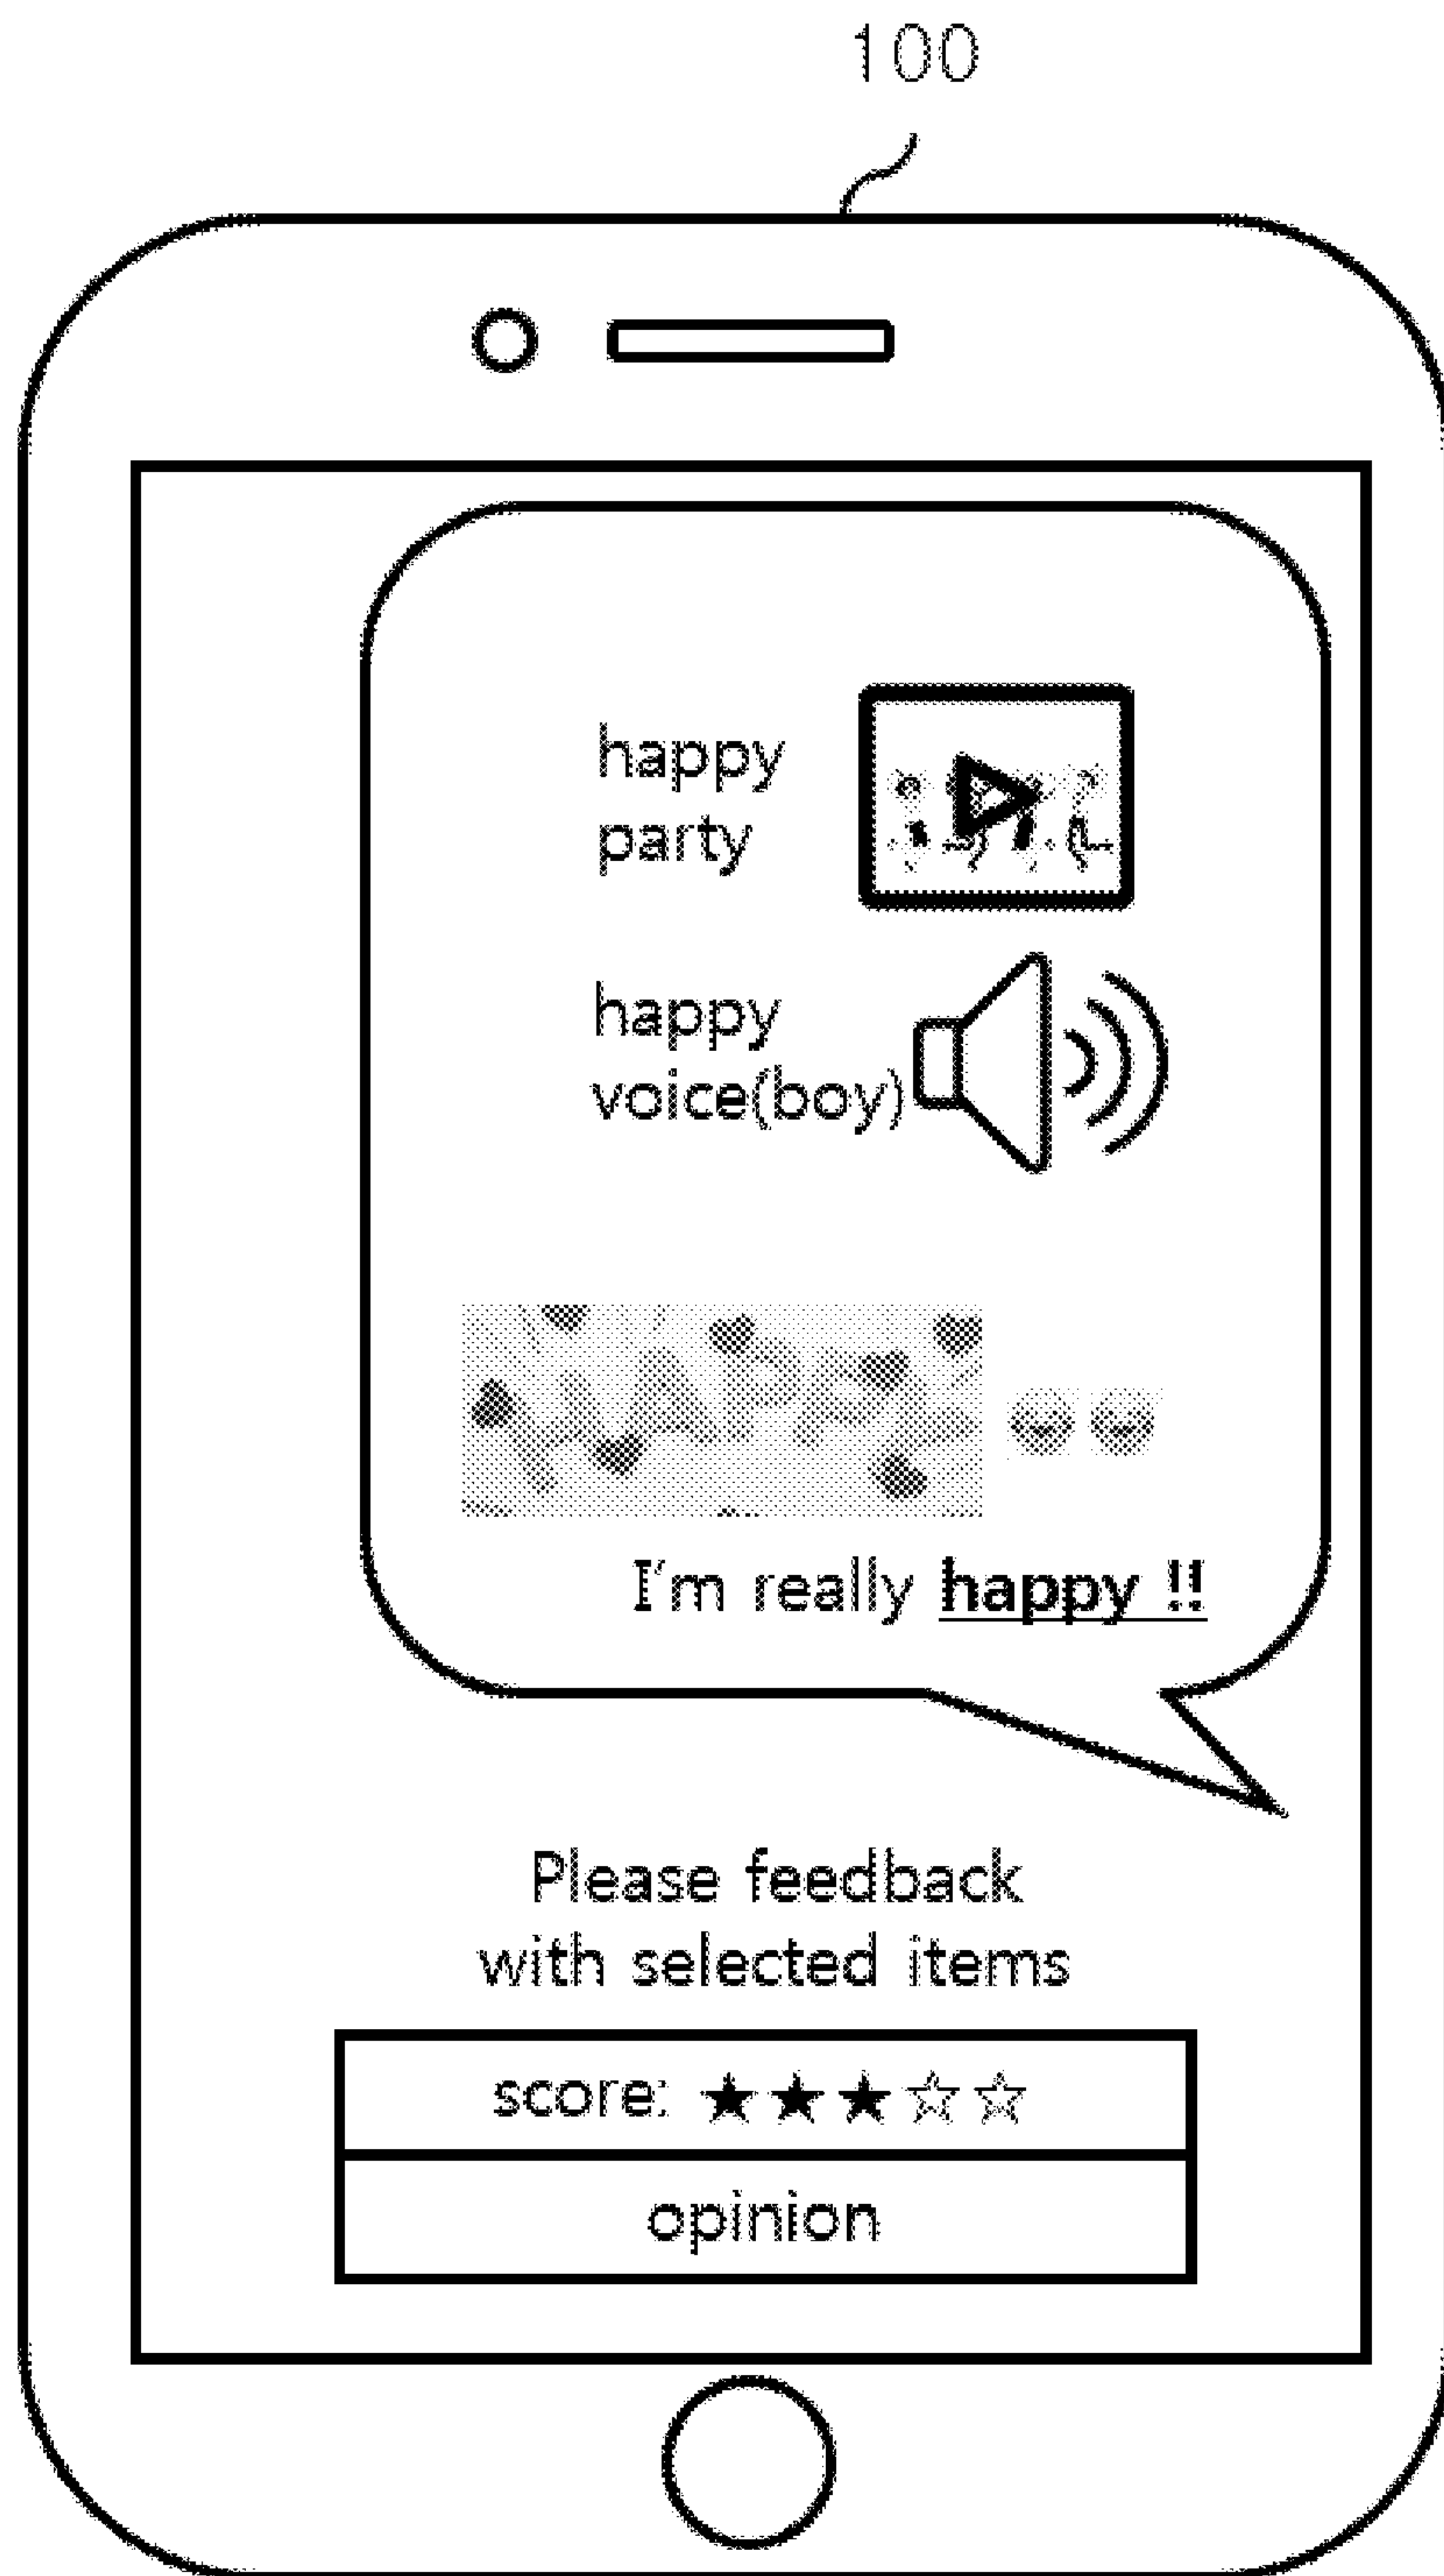 100
happy
party
happy
voice(boy)
I'm really happy !!
Please feedback
with selected items
score: ★★★☆☆
opinion